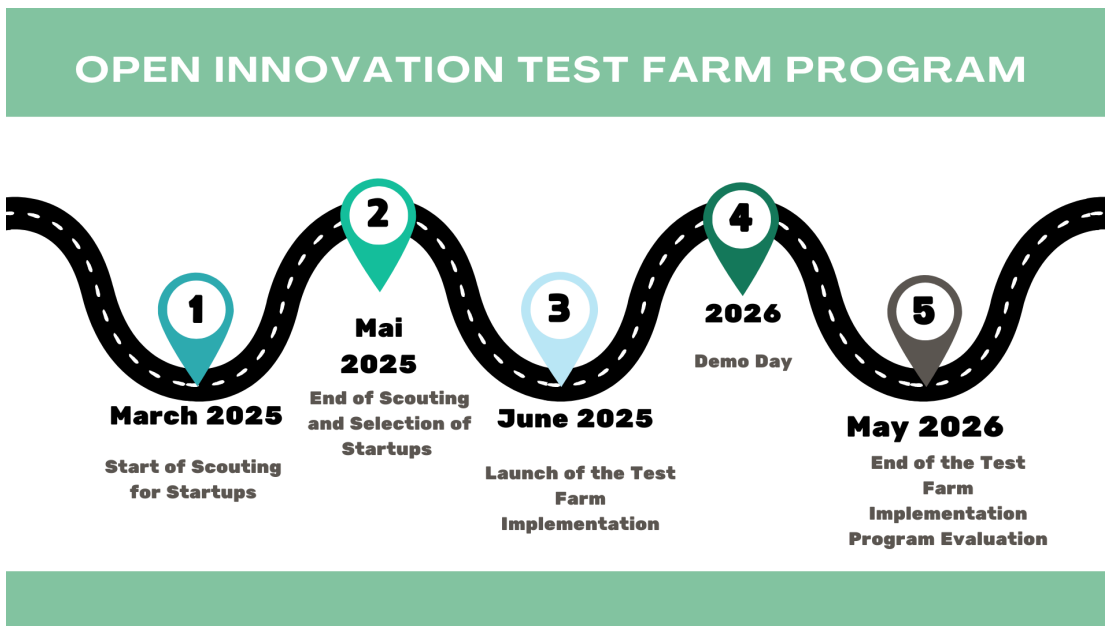 OPEN INNOVATION TEST FARM PROGRAM
1
March 2025
Start of Scouting
for Startups
2
Mai
2025
End of Scouting
and Selection of
Startups
3
June 2025
Launch of the Test
Farm
Implementation
4
2026
Demo Day
5
May 2026
End of the Test
Farm
Implementation
Program Evaluation